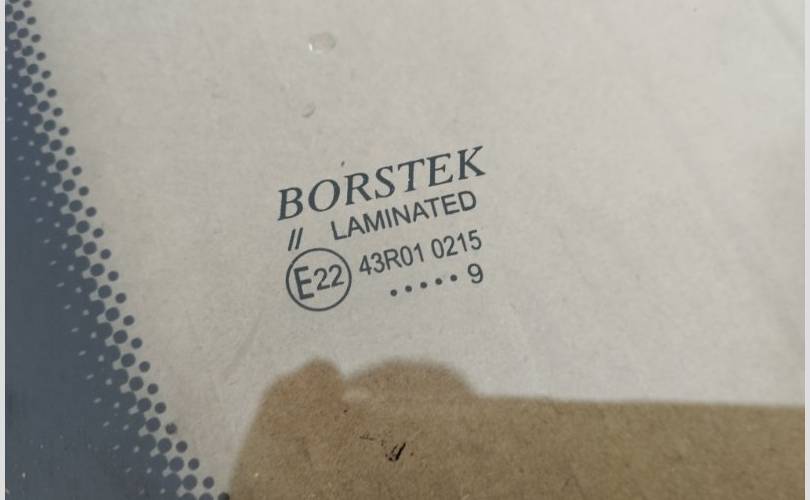 BORSTEK
// LAMINATED
E22 43R01 0215
.....9